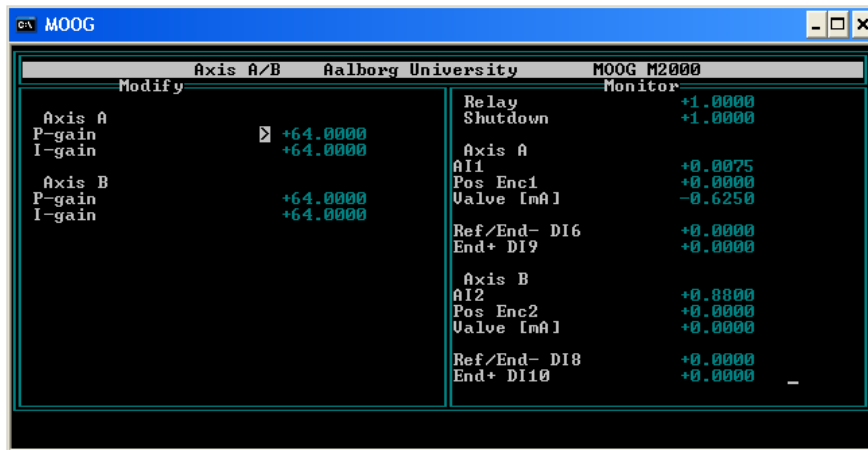 MOOG
Axis A/B Aalborg University MOOG M2000
Modify
Axis A
P-gain > +64.0000
I-gain +64.0000
Axis B
P-gain +64.0000
I-gain +64.0000
Monitor
Relay +1.0000
Shutdown +1.0000
Axis A
AI1 +0.0075
Pos Enc1 +0.0000
Valve [mA] -0.6250
Ref/End- DI6 +0.0000
End+ DI9 +0.0000
Axis B
AI2 +0.8800
Pos Enc2 +0.0000
Valve [mA] +0.0000
Ref/End- DI8 +0.0000
End+ DI10 +0.0000